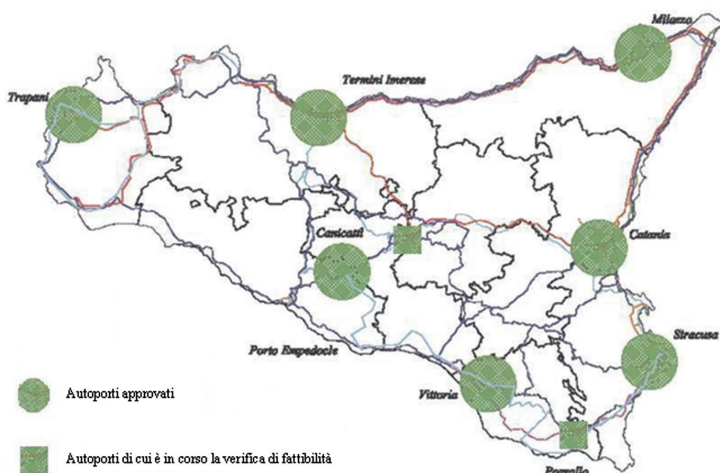 Milazzo
Termini Imerese
Trapani
Canicattì
Catania
Siracusa
Porto Empedocle
Vittoria
Autoporti approvati
Autoporti di cui è in corso la verifica di fattibilità